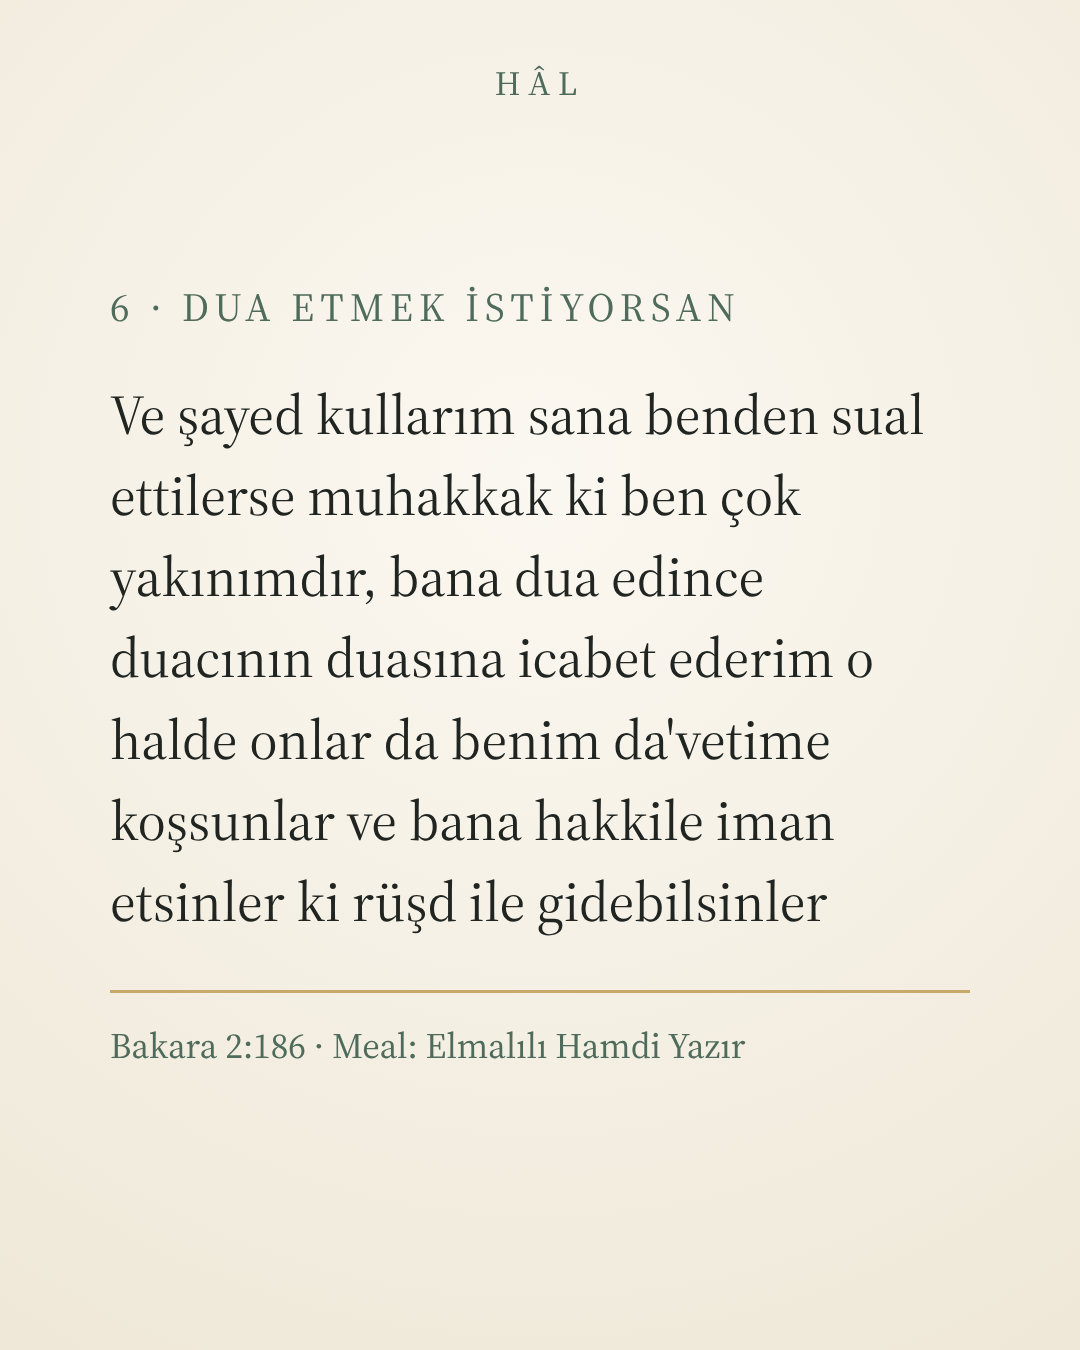 HÂL
6 · DUA ETMEK İSTİYORSAN
Ve şayed kullarım sana benden sual
ettilerse muhakkak ki ben çok
yakınımdır, bana dua edince
duacının duasına icabet ederim o
halde onlar da benim da'vetime
koşsunlar ve bana hakkile iman
etsinler ki rüşd ile gidebilsinler
Bakara 2:186 · Meal: Elmalılı Hamdi Yazır